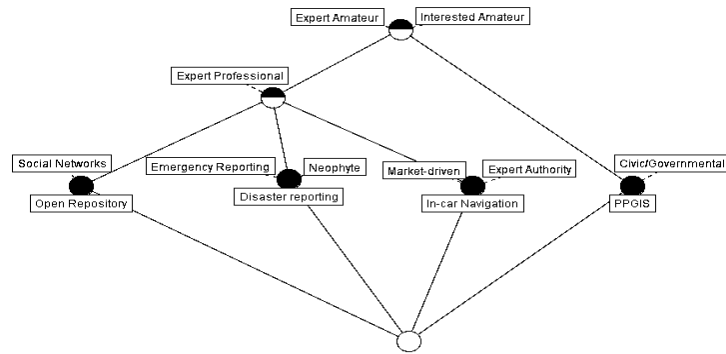 Expert Amateur
Interested Amateur
Expert Professional
Social Networks
Emergency Reporting
Neophyte
Market-driven
Expert Authority
Civic/Governmental
Open Repository
Disaster reporting
In-car Navigation
PPGIS